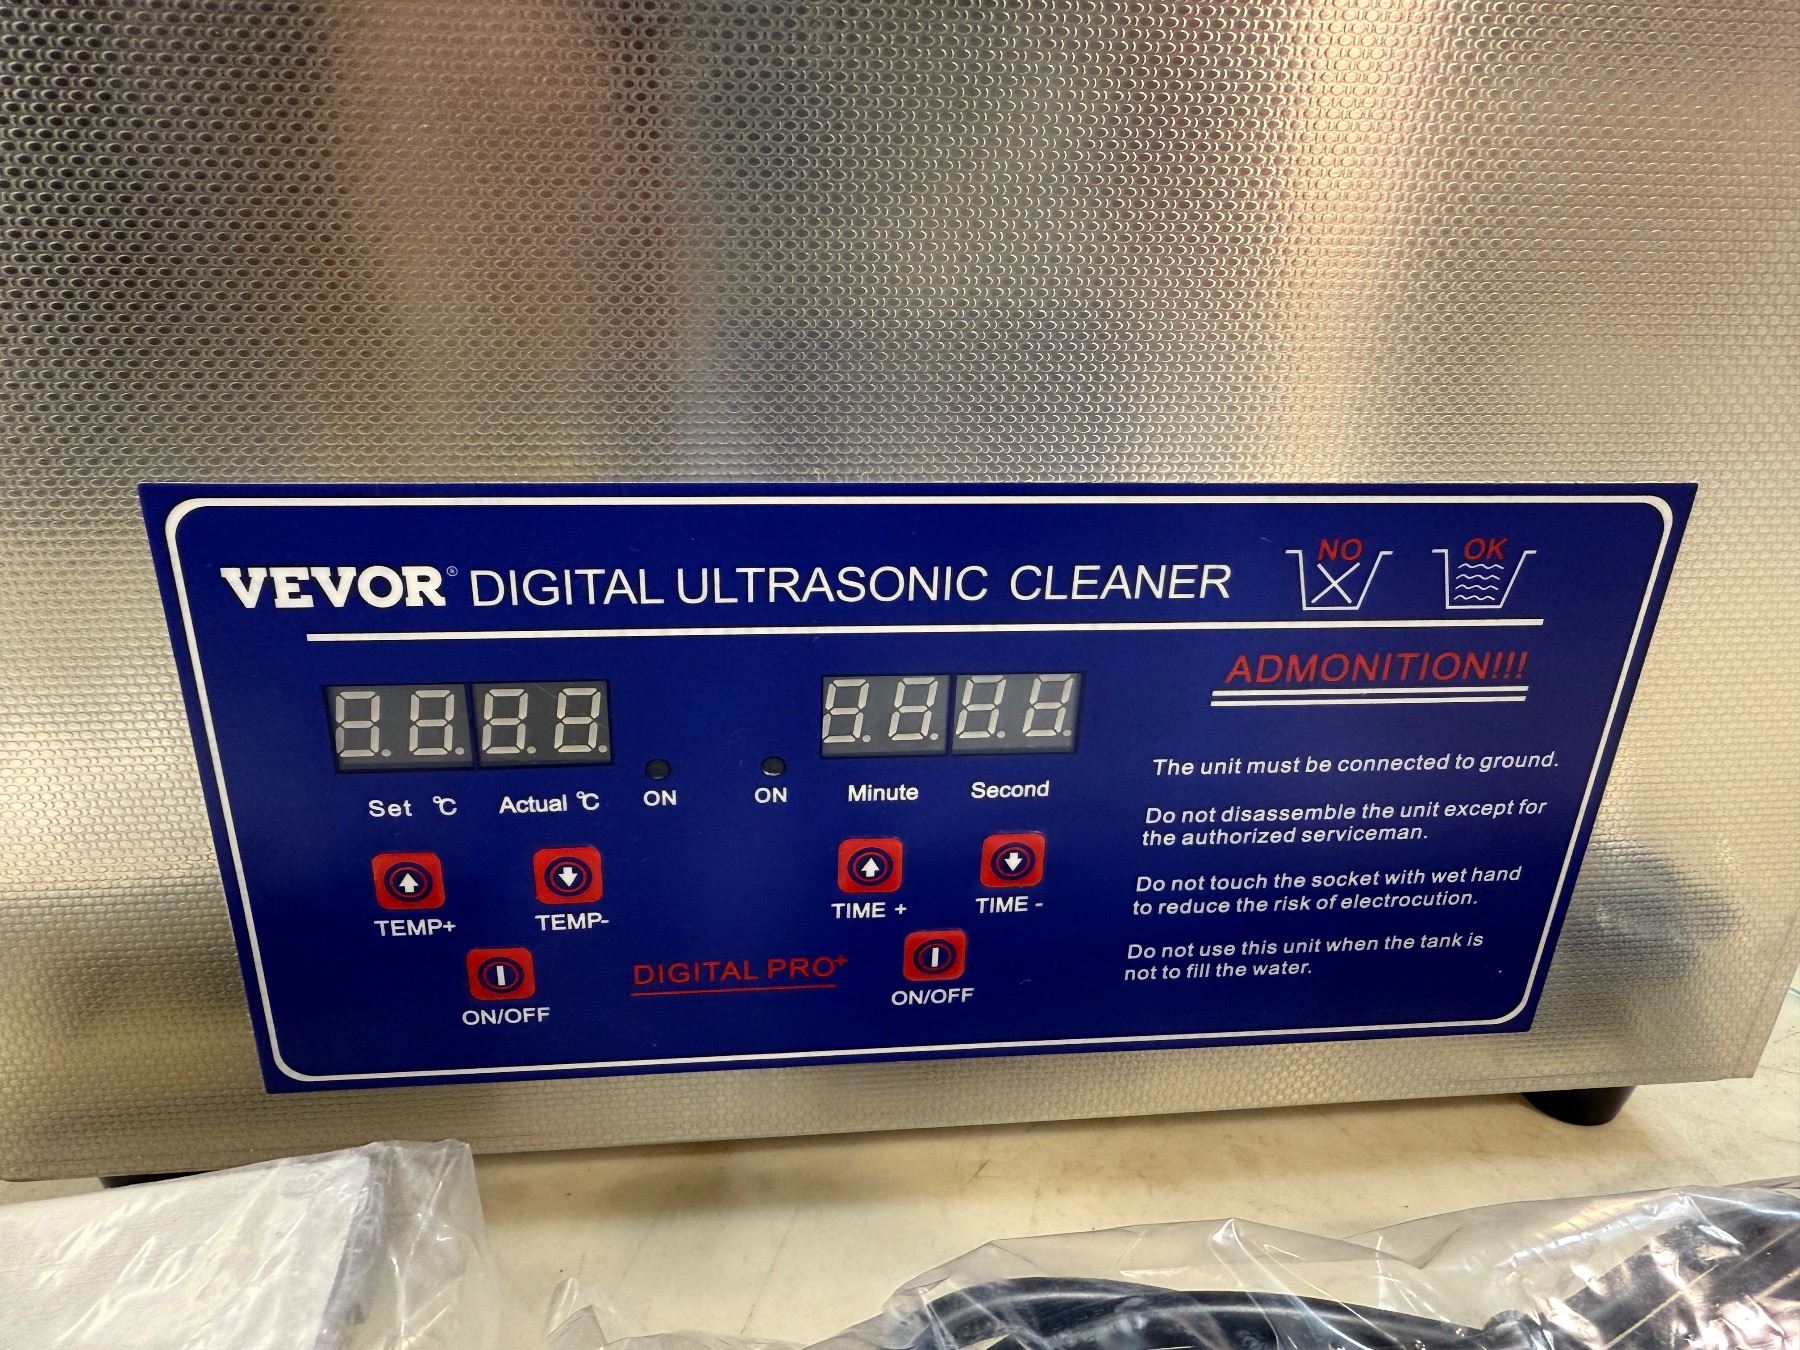 VEVOR® DIGITAL ULTRASONIC CLEANER
NO
OK
ADMONITION!!!
Set ℃
Actual ℃
ON
ON
Minute
Second
TEMP+
TEMP-
TIME +
TIME -
ON/OFF
DIGITAL PRO+
ON/OFF
The unit must be connected to ground.
Do not disassemble the unit except for
the authorized serviceman.
Do not touch the socket with wet hand
to reduce the risk of electrocution.
Do not use this unit when the tank is
not to fill the water.